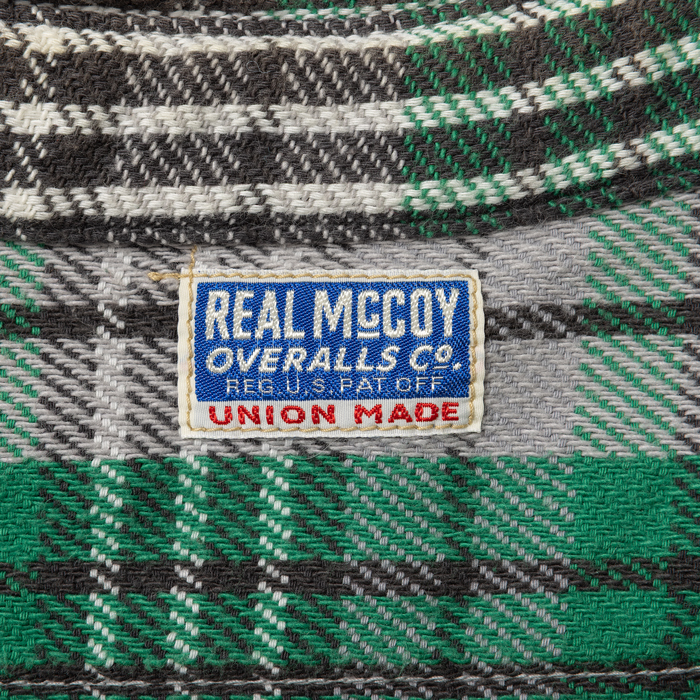 REAL McCOY
OVERALLS Co.
REG. U.S. PAT OFF
UNION MADE